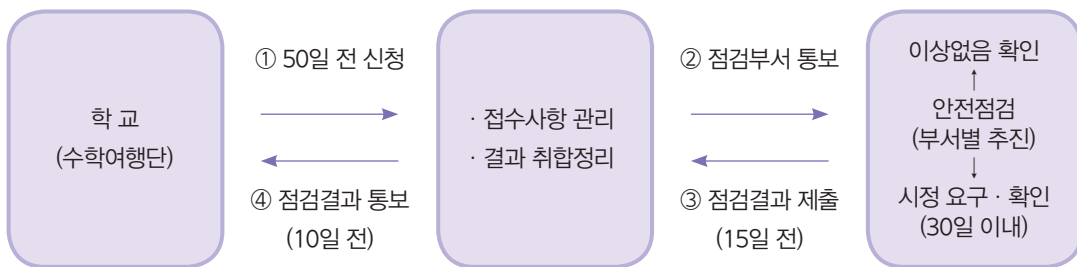 학 교
(수학여행단)
① 50일 전 신청
④ 점검결과 통보
(10일 전)
· 접수사항 관리
· 결과 취합정리
② 점검부서 통보
③ 점검결과 제출
(15일 전)
이상없음 확인
↑
안전점검
(부서별 추진)
↓
시정 요구 · 확인
(30일 이내)